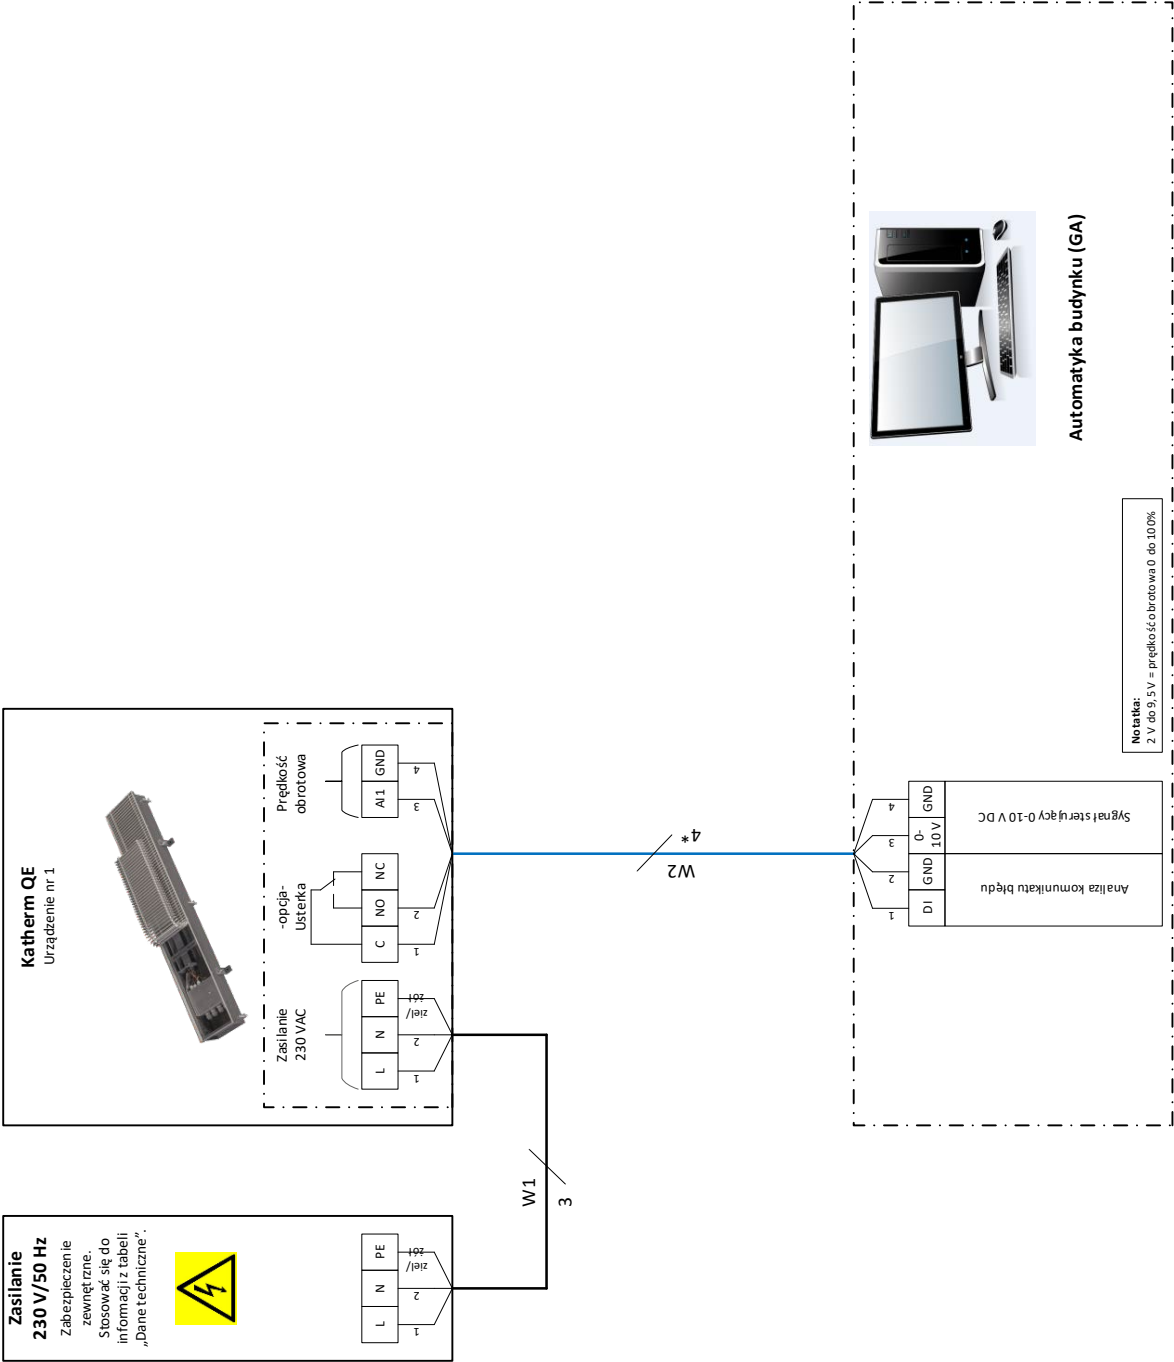 Zasilanie
230 V/50 Hz
Zabezpieczenie
zewnętrzne.
Stosować się do
informacji z tabeli
„Dane techniczne”.
L
N
PE
1
2
ziel/
żół
W1
3
Katherm QE
Urządzenie nr 1
Zasilanie
230 VAC
L
N
PE
1
2
ziel/
żół
-opcja-
Usterka
C
NO
NC
1
2
Prędkość
obrotowa
AI1
GND
3
4
W2
4*
1
2
3
4
DI
GND
0-
10 V
GND
Analiza komunikatu błędu
Sygnał sterujący 0-10 V DC
Notatka:
2 V do 9,5 V = prędkość obrotowa 0 do 100%
Automatyka budynku (GA)